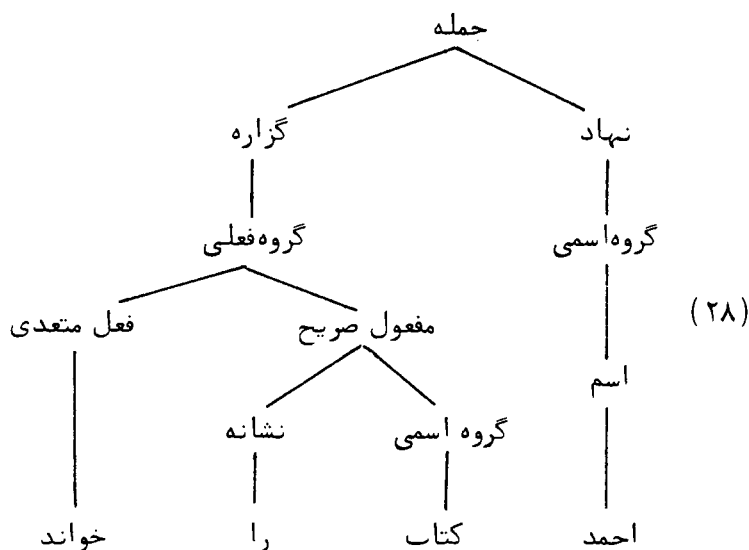 جمله
نهاد گزاره
گروه اسمی گروه فعلی
(۲۸)
مفعول صریح فعل متعدی
اسم
گروه اسمی نشانه
احمد کتاب را خواند